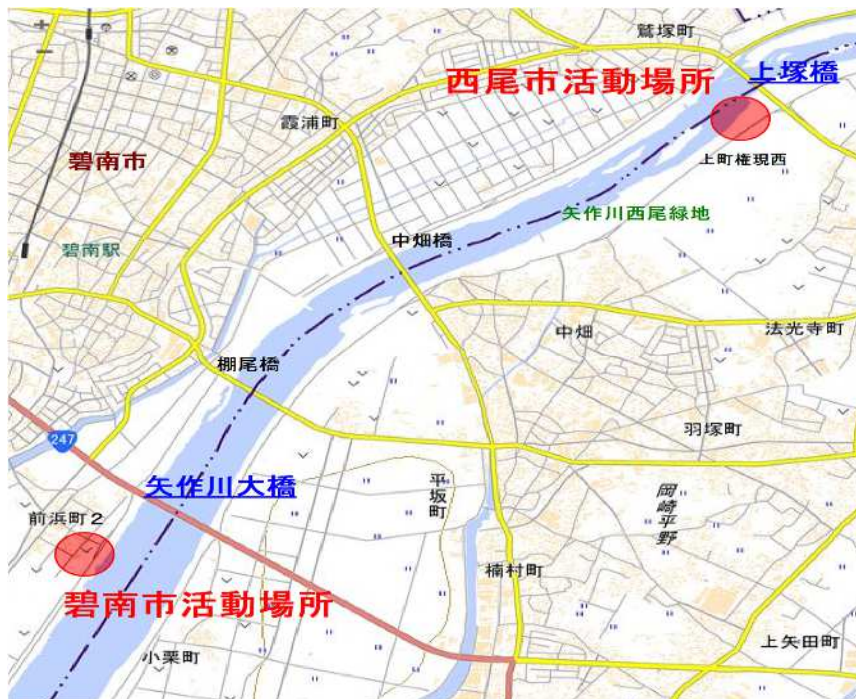 鷲塚町
上塚橋
西尾市活動場所
霞浦町
碧南市
上町権現西
矢作川西尾緑地
中畑橋
碧南駅
中畑
法光寺町
棚尾橋
羽塚町
247
矢作川大橋
平坂町
岡崎平野
前浜町2
楠村町
碧南市活動場所
小栗町
上矢田町